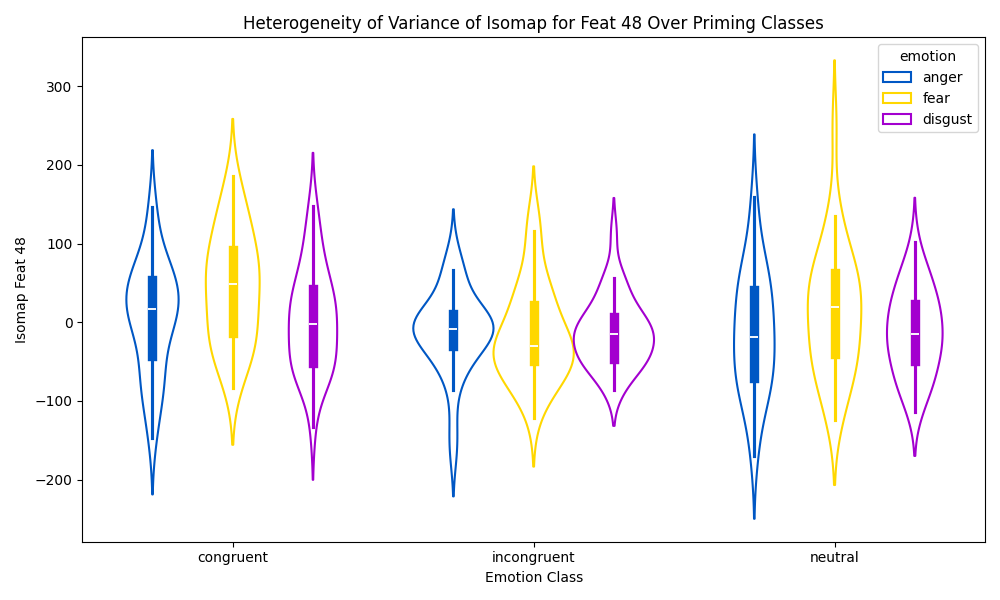 Heterogeneity of Variance of Isomap for Feat 48 Over Priming Classes
emotion
anger
fear
disgust
Isomap Feat 48
300
200
100
0
−100
−200
congruent
incongruent
neutral
Emotion Class